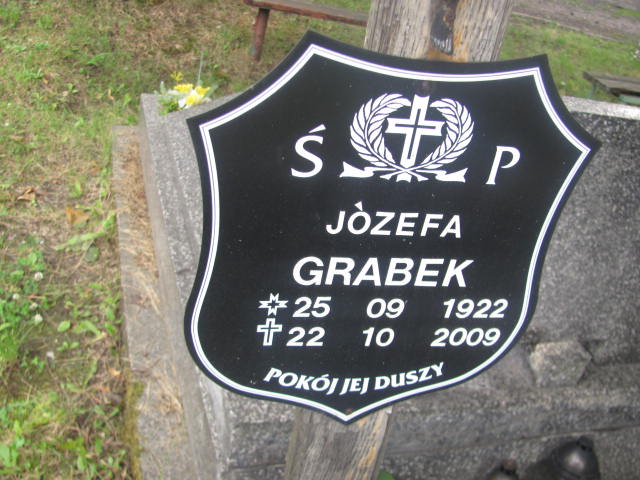 Ś P
JÒZEFA
GRABEK
25 09 1922
22 10 2009
POKÓJ JEJ DUSZY